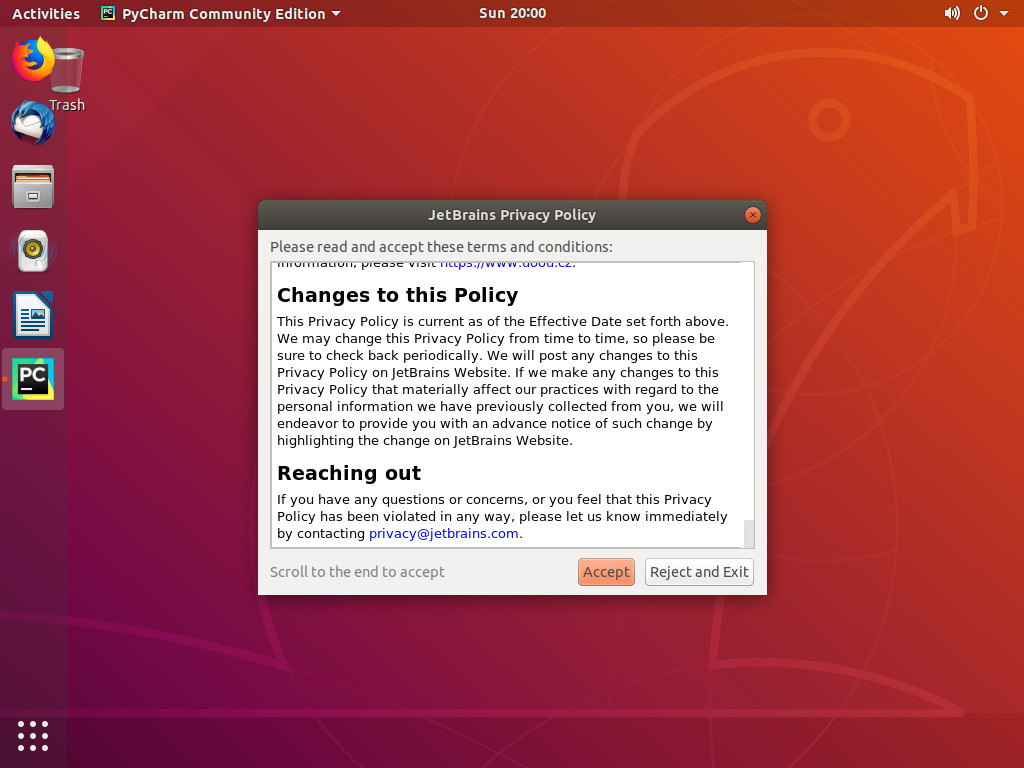 Activities PyCharm Community Edition Sun 20:00
Trash
JetBrains Privacy Policy
Please read and accept these terms and conditions:
information, please visit https://www.uoou.cz.
Changes to this Policy
This Privacy Policy is current as of the Effective Date set forth above.
We may change this Privacy Policy from time to time, so please be
sure to check back periodically. We will post any changes to this
Privacy Policy on JetBrains Website. If we make any changes to this
Privacy Policy that materially affect our practices with regard to the
personal information we have previously collected from you, we will
endeavor to provide you with an advance notice of such change by
highlighting the change on JetBrains Website.
Reaching out
If you have any questions or concerns, or you feel that this Privacy
Policy has been violated in any way, please let us know immediately
by contacting privacy@jetbrains.com.
Scroll to the end to accept Accept Reject and Exit
PC